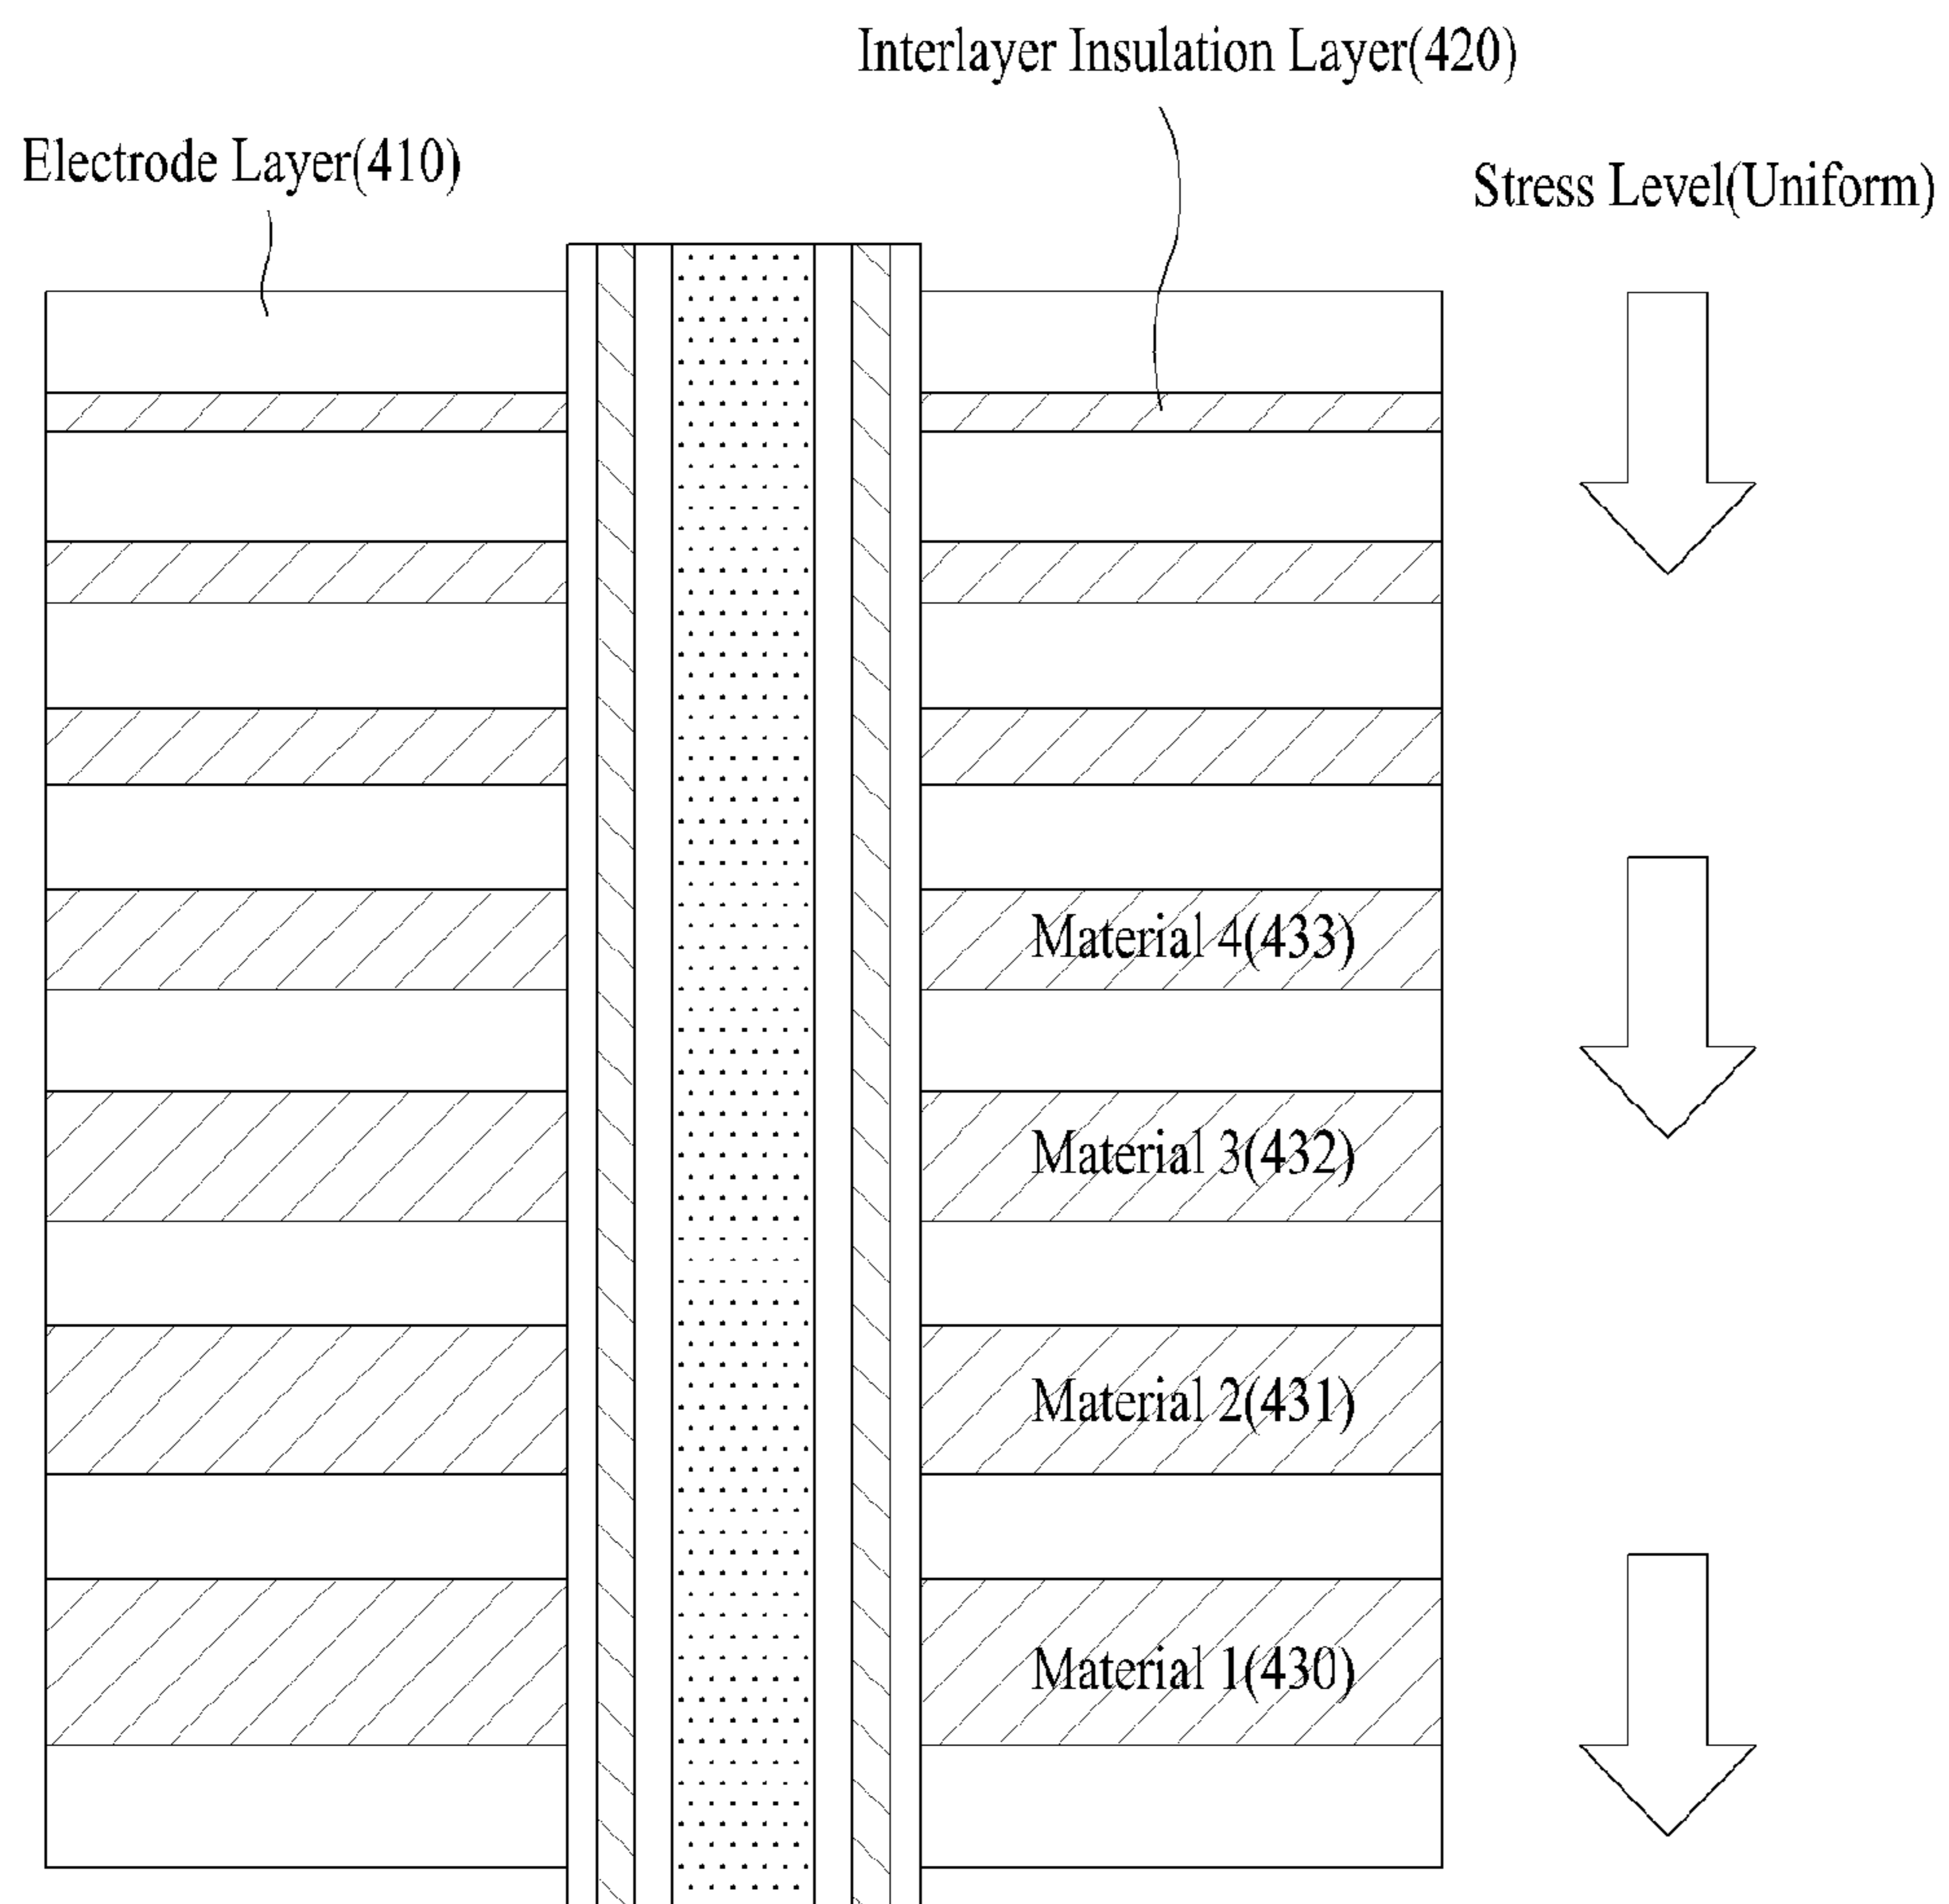 Interlayer Insulation Layer(420)
Electrode Layer(410)
Stress Level(Uniform)
Material 4(433)
Material 3(432)
Material 2(431)
Material 1(430)